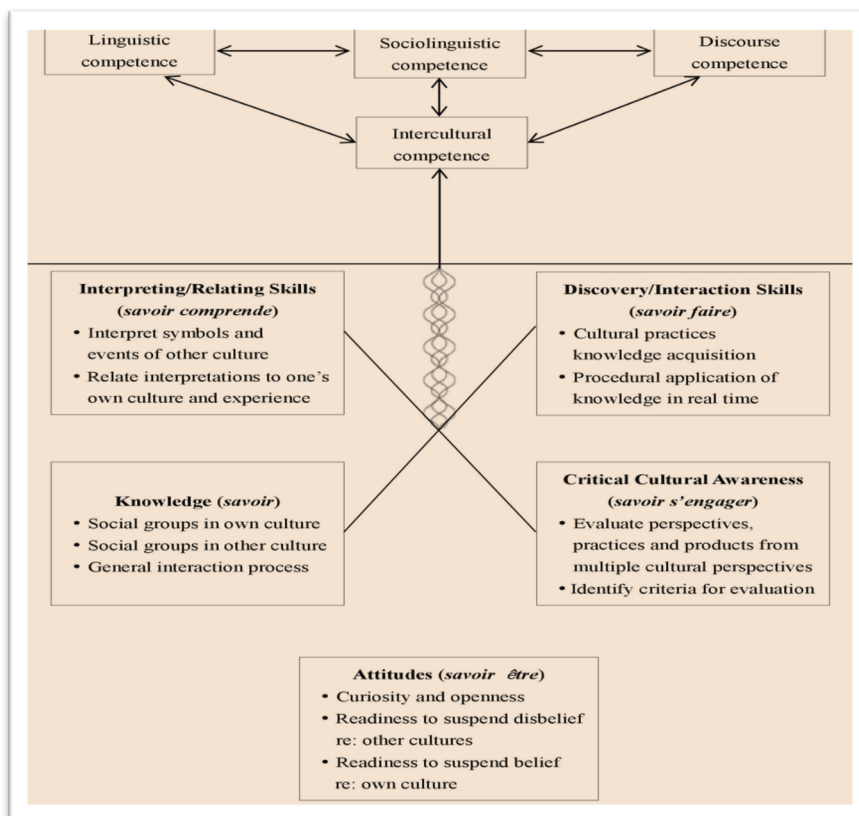 Linguistic
competence
Sociolinguistic
competence
Discourse
competence
Intercultural
competence
Interpreting/Relating Skills
(savoir comprende)
• Interpret symbols and
events of other culture
• Relate interpretations to one's
own culture and experience
Discovery/Interaction Skills
(savoir faire)
• Cultural practices
knowledge acquisition
• Procedural application of
knowledge in real time
Knowledge (savoir)
• Social groups in own culture
• Social groups in other culture
• General interaction process
Critical Cultural Awareness
(savoir s'engager)
• Evaluate perspectives,
practices and products from
multiple cultural perspectives
• Identify criteria for evaluation
Attitudes (savoir être)
• Curiosity and openness
• Readiness to suspend disbelief
re: other cultures
• Readiness to suspend belief
re: own culture